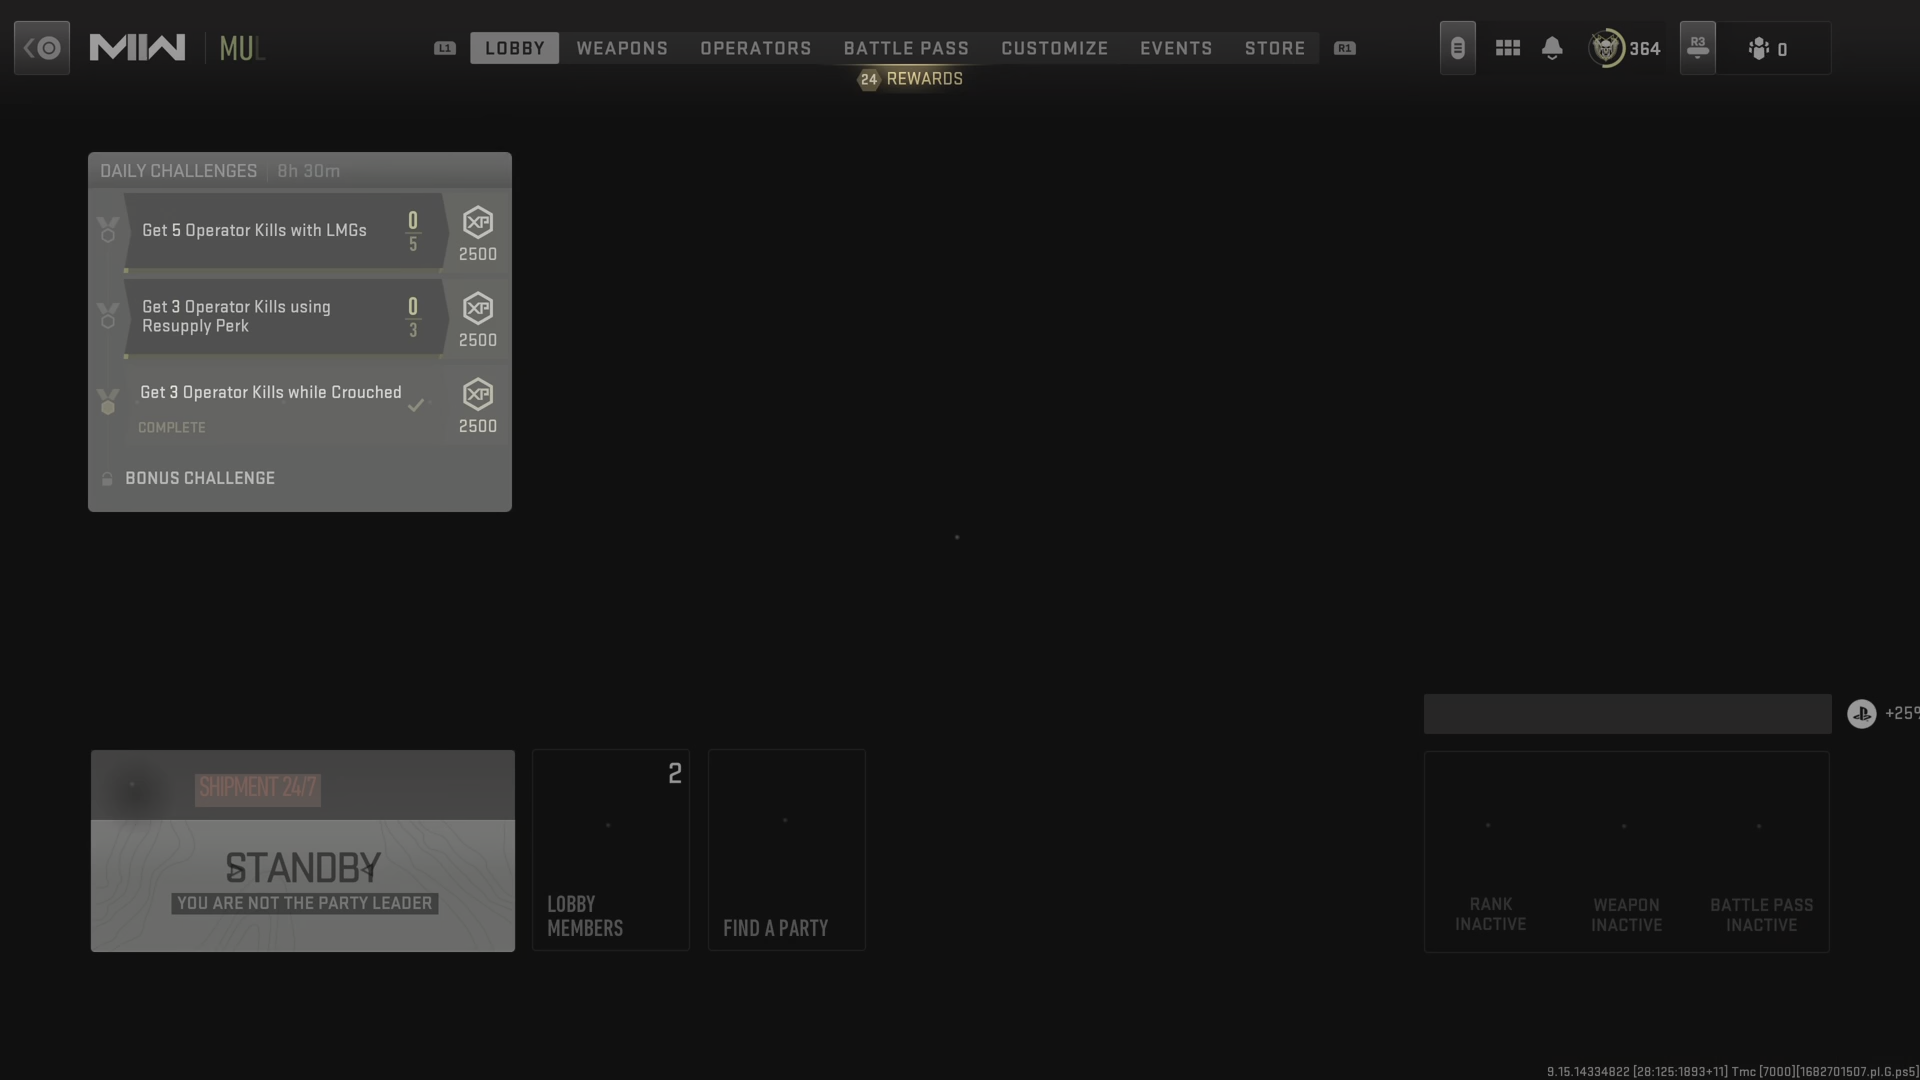 MW MUL
L1 LOBBY WEAPONS OPERATORS BATTLE PASS CUSTOMIZE EVENTS STORE R1
364 R3 0
24 REWARDS
DAILY CHALLENGES 8h 30m
Get 5 Operator Kills with LMGs
0
5
XP
2500
Get 3 Operator Kills using
Resupply Perk
0
3
XP
2500
Get 3 Operator Kills while Crouched
COMPLETE
XP
2500
BONUS CHALLENGE
+25%
SHIPMENT 24/7
STANDBY
YOU ARE NOT THE PARTY LEADER
2
LOBBY
MEMBERS
FIND A PARTY
RANK
INACTIVE
WEAPON
INACTIVE
BATTLE PASS
INACTIVE
9.15.14334822 [28:125:1893+11] Tmc [7000][1682701507.pl.G.ps5]